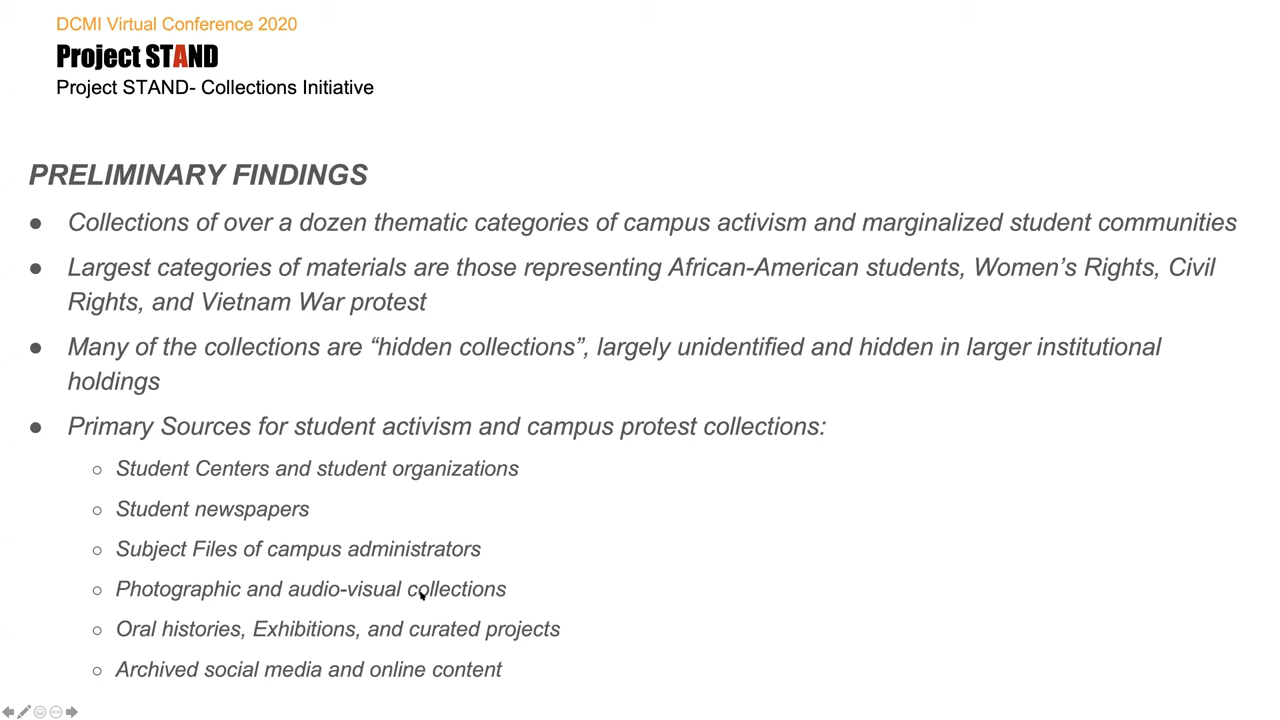 DCMI Virtual Conference 2020
Project STAND
Project STAND- Collections Initiative
PRELIMINARY FINDINGS
● Collections of over a dozen thematic categories of campus activism and marginalized student communities
● Largest categories of materials are those representing African-American students, Women’s Rights, Civil
Rights, and Vietnam War protest
● Many of the collections are “hidden collections”, largely unidentified and hidden in larger institutional
holdings
● Primary Sources for student activism and campus protest collections:
○ Student Centers and student organizations
○ Student newspapers
○ Subject Files of campus administrators
○ Photographic and audio-visual collections
○ Oral histories, Exhibitions, and curated projects
○ Archived social media and online content